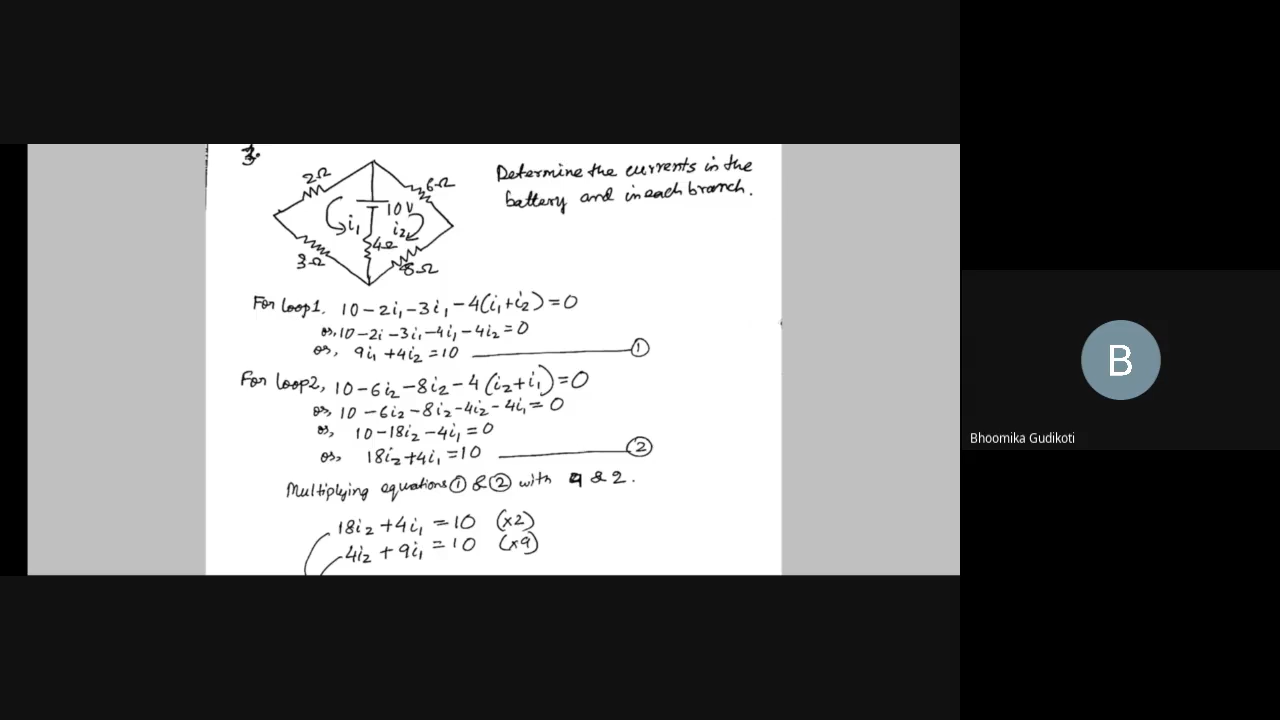 3.
Determine the currents in the
battery and in each branch.
2Ω
6Ω
10V
i₁
i₂
4Ω
3Ω
8Ω
For loop1, 10-2i₁-3i₁-4(i₁+i₂)=0
or, 10-2i-3i₁-4i₁-4i₂=0
or, 9i₁+4i₂=10 ①
For loop2, 10-6i₂-8i₂-4(i₂+i₁)=0
or, 10-6i₂-8i₂-4i₂-4i₁=0
or, 10-18i₂-4i₁=0
or, 18i₂+4i₁=10 ②
Multiplying equations ① & ② with 9 & 2.
18i₂+4i₁=10 (×2)
4i₂+9i₁=10 (×9)
B
Bhoomika Gudikoti